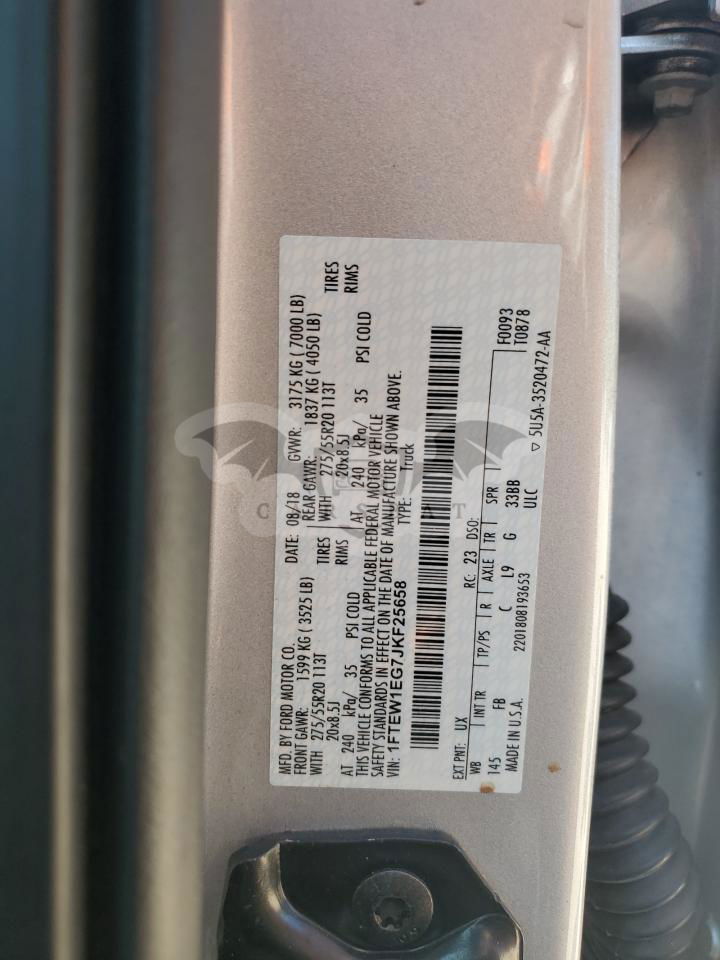 MFD. BY FORD MOTOR CO. DATE: 08/18 GVWR: 3175 KG ( 7000 LB)
FRONT GAWR: 1599 KG ( 3525 LB) REAR GAWR: 1837 KG ( 4050 LB)
WITH 275/55R20 113T TIRES WITH 275/55R20 113T TIRES
20x8.5J RIMS 20x8.5J RIMS
AT 240 kPa/ 35 PSI COLD AT 240 kPa/ 35 PSI COLD
THIS VEHICLE CONFORMS TO ALL APPLICABLE FEDERAL MOTOR VEHICLE
SAFETY STANDARDS IN EFFECT ON THE DATE OF MANUFACTURE SHOWN ABOVE.
VIN: 1FTEW1EG7JKF25658 TYPE: Truck
EXT PNT: UX RC: 23 DSO: F0093
WB INT TR TP/PS R AXLE TR SPR T0878
145 FB C L9 G 33BB
MADE IN U.S.A. 2201808193653 ULC
▽ 5U5A-3520472-AA